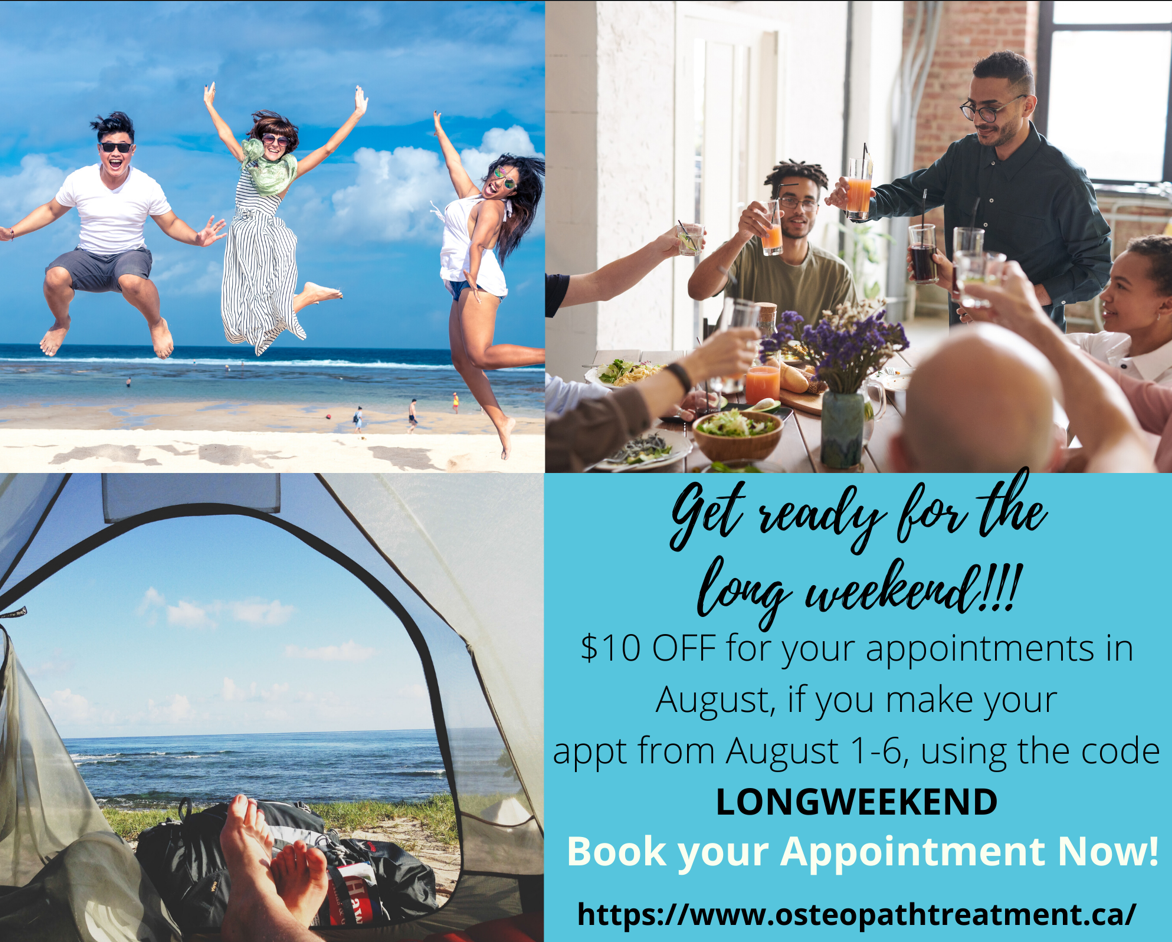 Get ready for the
long weekend!!!
$10 OFF for your appointments in
August, if you make your
appt from August 1-6, using the code
LONGWEEKEND
Book your Appointment Now!
https://www.osteopathtreatment.ca/